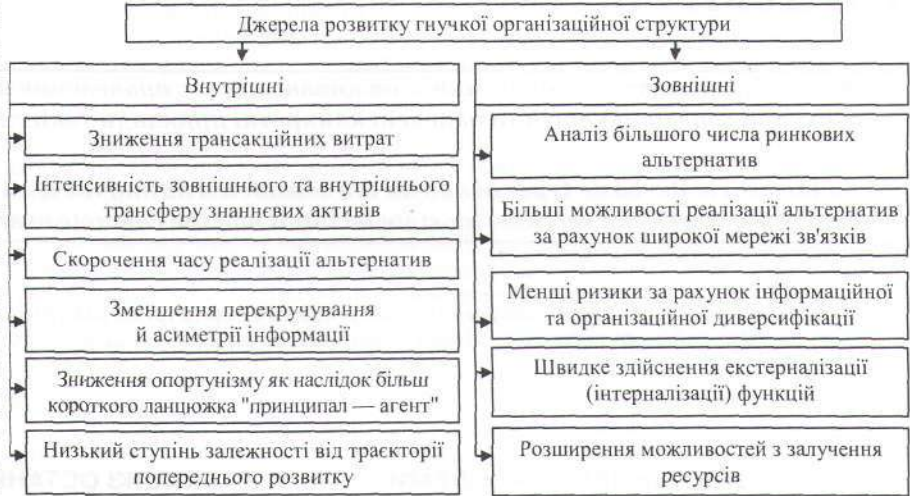 Джерела розвитку гнучкої організаційної структури
Внутрішні
Зниження трансакційних витрат
Інтенсивність зовнішнього та внутрішнього
трансферу знаннєвих активів
Скорочення часу реалізації альтернатив
Зменшення перекручування
й асиметрії інформації
Зниження опортунізму як наслідок більш
короткого ланцюжка "принципал — агент"
Низький ступінь залежності від траєкторії
попереднього розвитку
Зовнішні
Аналіз більшого числа ринкових
альтернатив
Більші можливості реалізації альтернатив
за рахунок широкої мережі зв'язків
Менші ризики за рахунок інформаційної
та організаційної диверсифікації
Швидке здійснення екстерналізації
(інтерналізації) функцій
Розширення можливостей з залучення
ресурсів